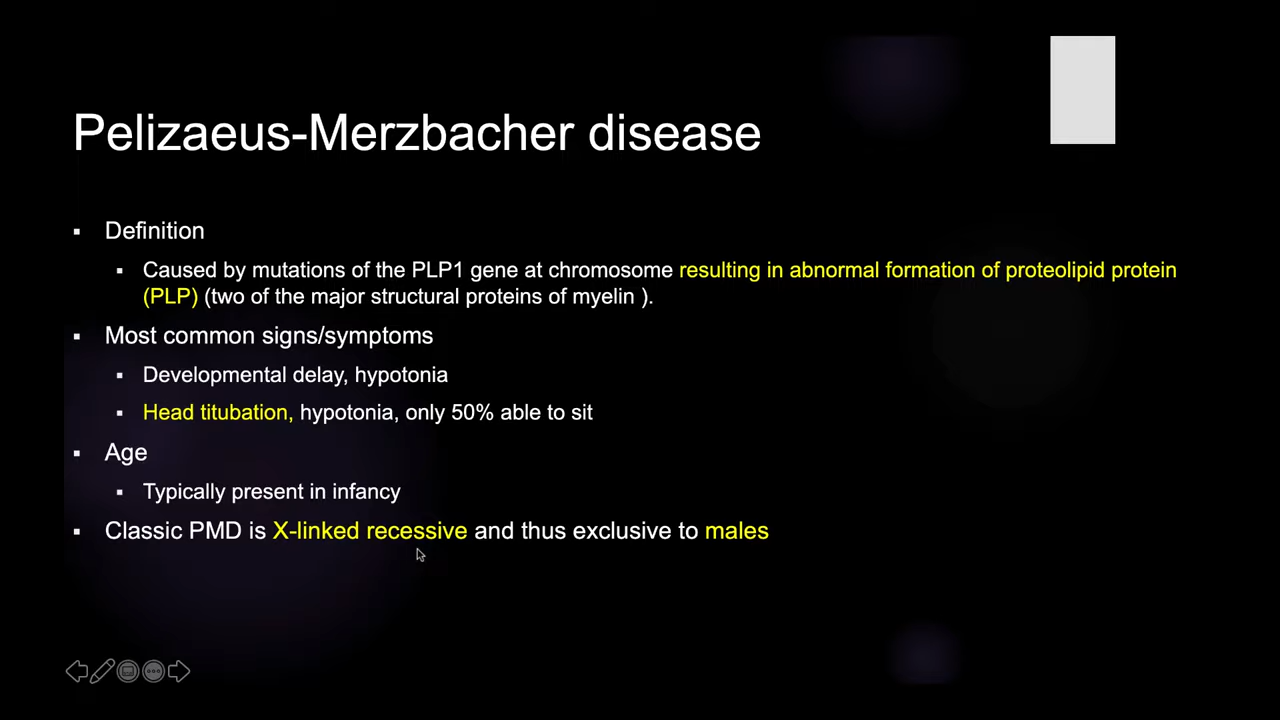 Pelizaeus-Merzbacher disease
▪ Definition
▪ Caused by mutations of the PLP1 gene at chromosome resulting in abnormal formation of proteolipid protein
(PLP) (two of the major structural proteins of myelin ).
▪ Most common signs/symptoms
▪ Developmental delay, hypotonia
▪ Head titubation, hypotonia, only 50% able to sit
▪ Age
▪ Typically present in infancy
▪ Classic PMD is X-linked recessive and thus exclusive to males